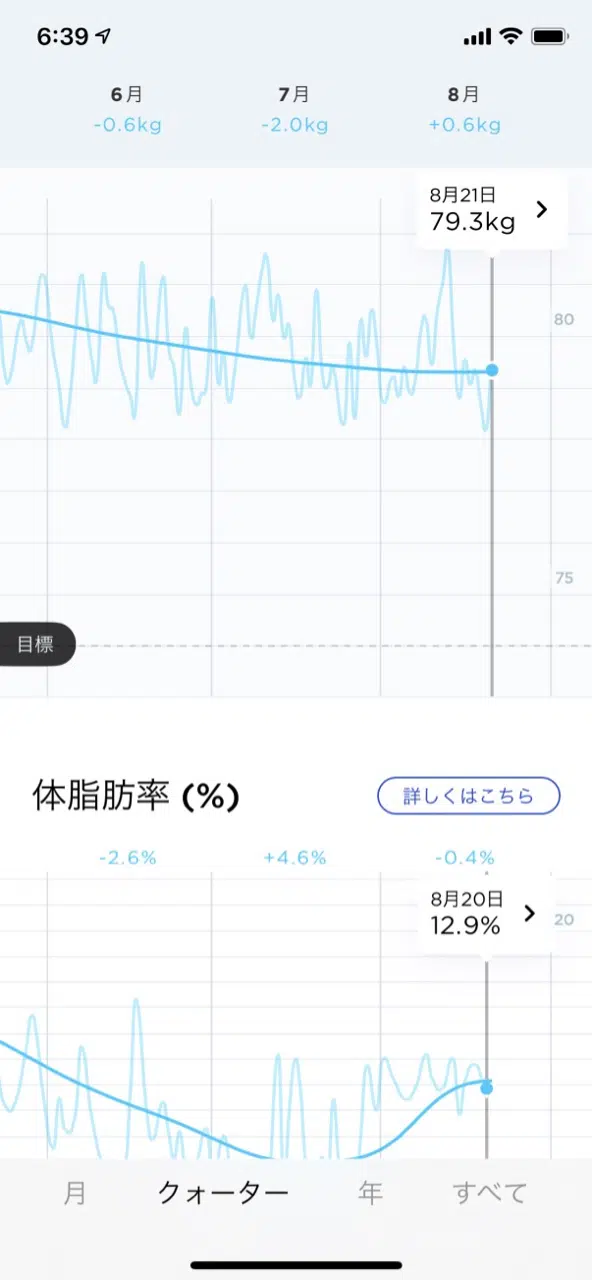 6:39
6月 7月 8月
-0.6kg -2.0kg +0.6kg
8月21日
79.3kg
80
75
目標
体脂肪率 (%) 詳しくはこちら
-2.6% +4.6% -0.4%
8月20日
12.9%
20
月 クォーター 年 すべて